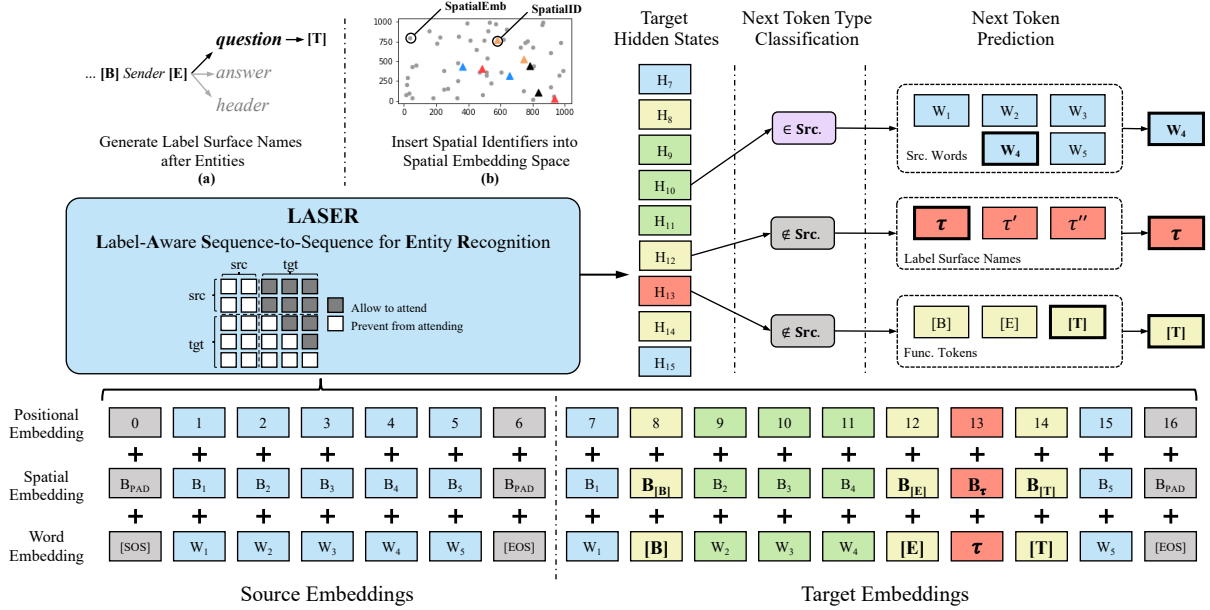 question
[T]
... [B] Sender [E]
answer
header
Generate Label Surface Names
after Entities
(a)
SpatialEmb
SpatialID
1000
750
500
250
0
0 200 400 600 800 1000
Insert Spatial Identifiers into
Spatial Embedding Space
(b)
LASER
Label-Aware Sequence-to-Sequence for Entity Recognition
src tgt
src
tgt
Allow to attend
Prevent from attending
Target
Hidden States
H7
H8
H9
H10
H11
H12
H13
H14
H15
Next Token Type
Classification
∈ Src.
∉ Src.
∉ Src.
Next Token
Prediction
W1 W2 W3
W4 W5
Src. Words
W4
τ τ′ τ′′
Label Surface Names
τ
[B] [E] [T]
Func. Tokens
[T]
Positional
Embedding
0 1 2 3 4 5 6 7 8 9 10 11 12 13 14 15 16
+ + + + + + + + + + + + + + + + +
Spatial
Embedding
BPAD B1 B2 B3 B4 B5 BPAD B1 B[B] B2 B3 B4 B[E] Bτ B[T] B5 BPAD
+ + + + + + + + + + + + + + + + +
Word
Embedding
[SOS] W1 W2 W3 W4 W5 [EOS] W1 [B] W2 W3 W4 [E] τ [T] W5 [EOS]
Source Embeddings
Target Embeddings